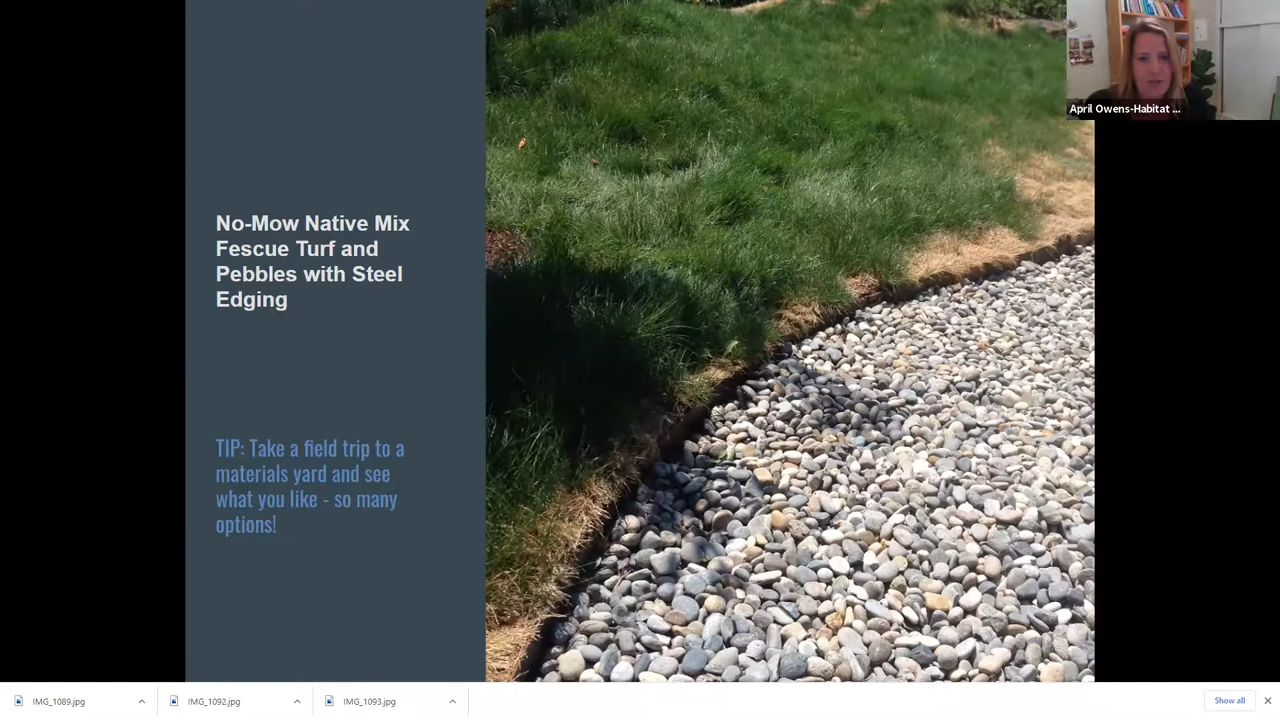 April Owens-Habitat ...
No-Mow Native Mix
Fescue Turf and
Pebbles with Steel
Edging
TIP: Take a field trip to a
materials yard and see
what you like - so many
options!
IMG_1089.jpg
IMG_1092.jpg
IMG_1093.jpg
Show all